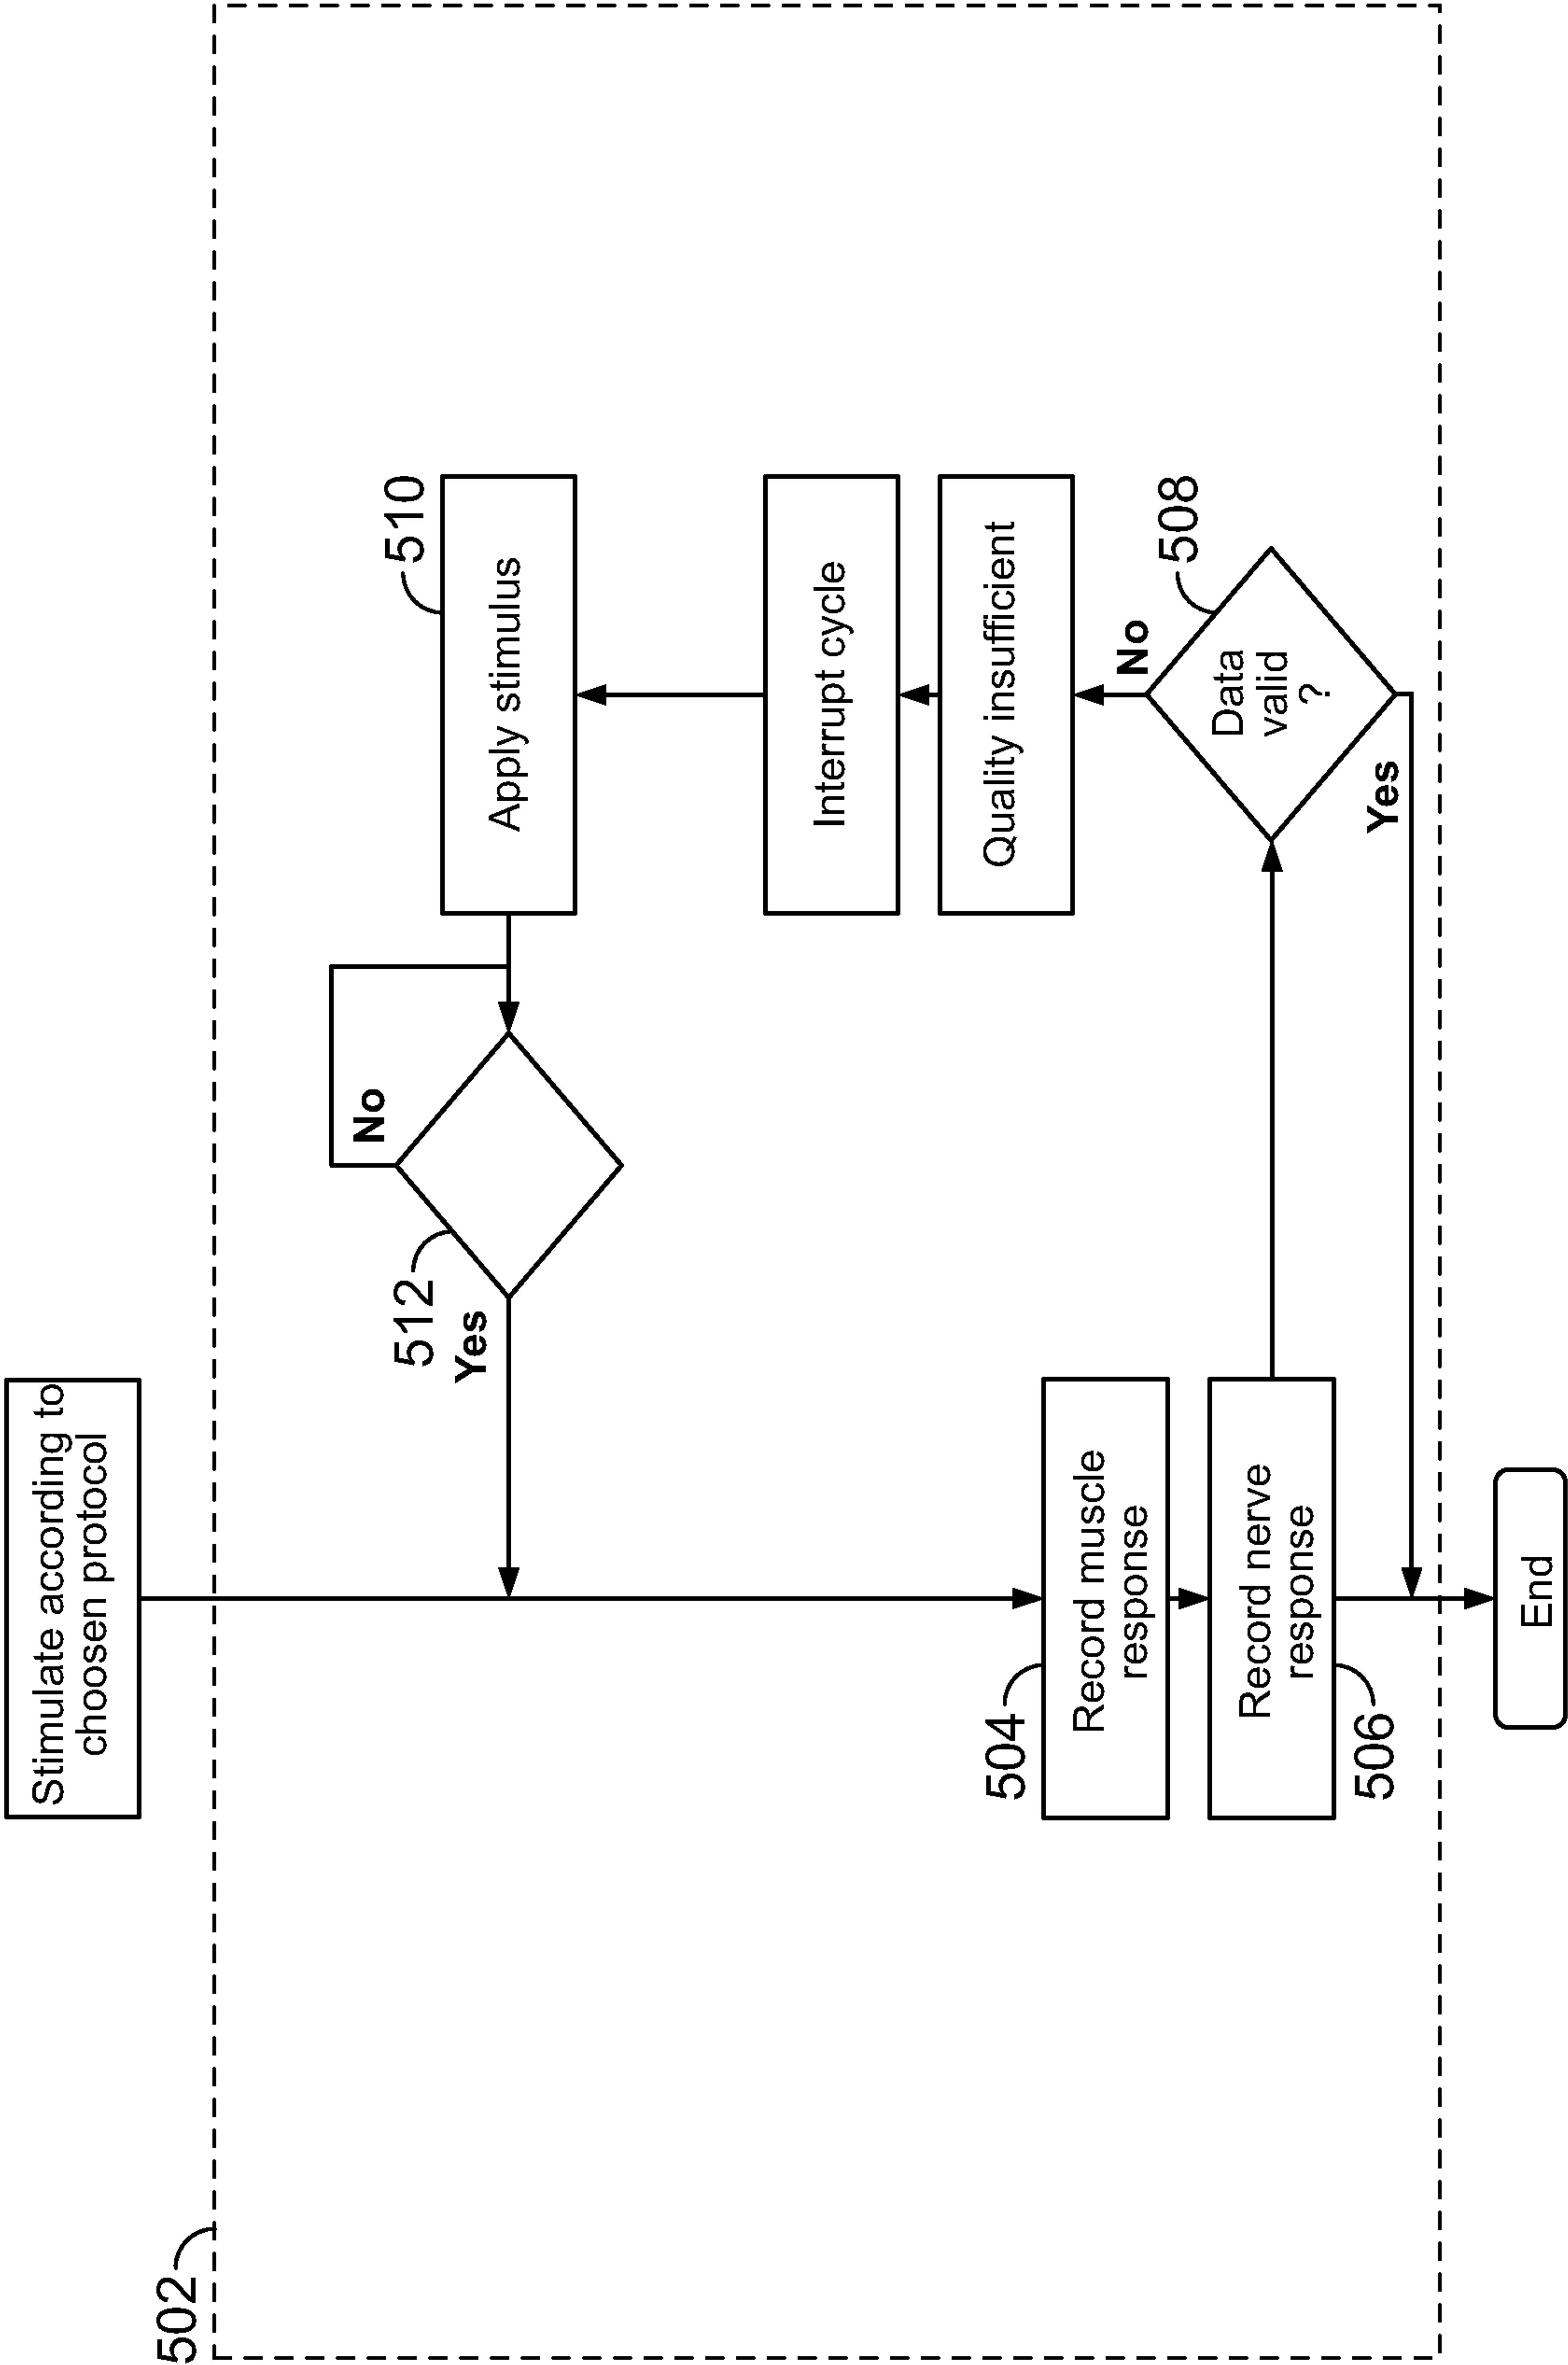 502
Stimulate according to
choosen protocol
512
No
Yes
510
Apply stimulus
Interrupt cycle
Quality insufficient
504
Record muscle
response
Record nerve
response
506
No
508
Data
valid
?
Yes
End